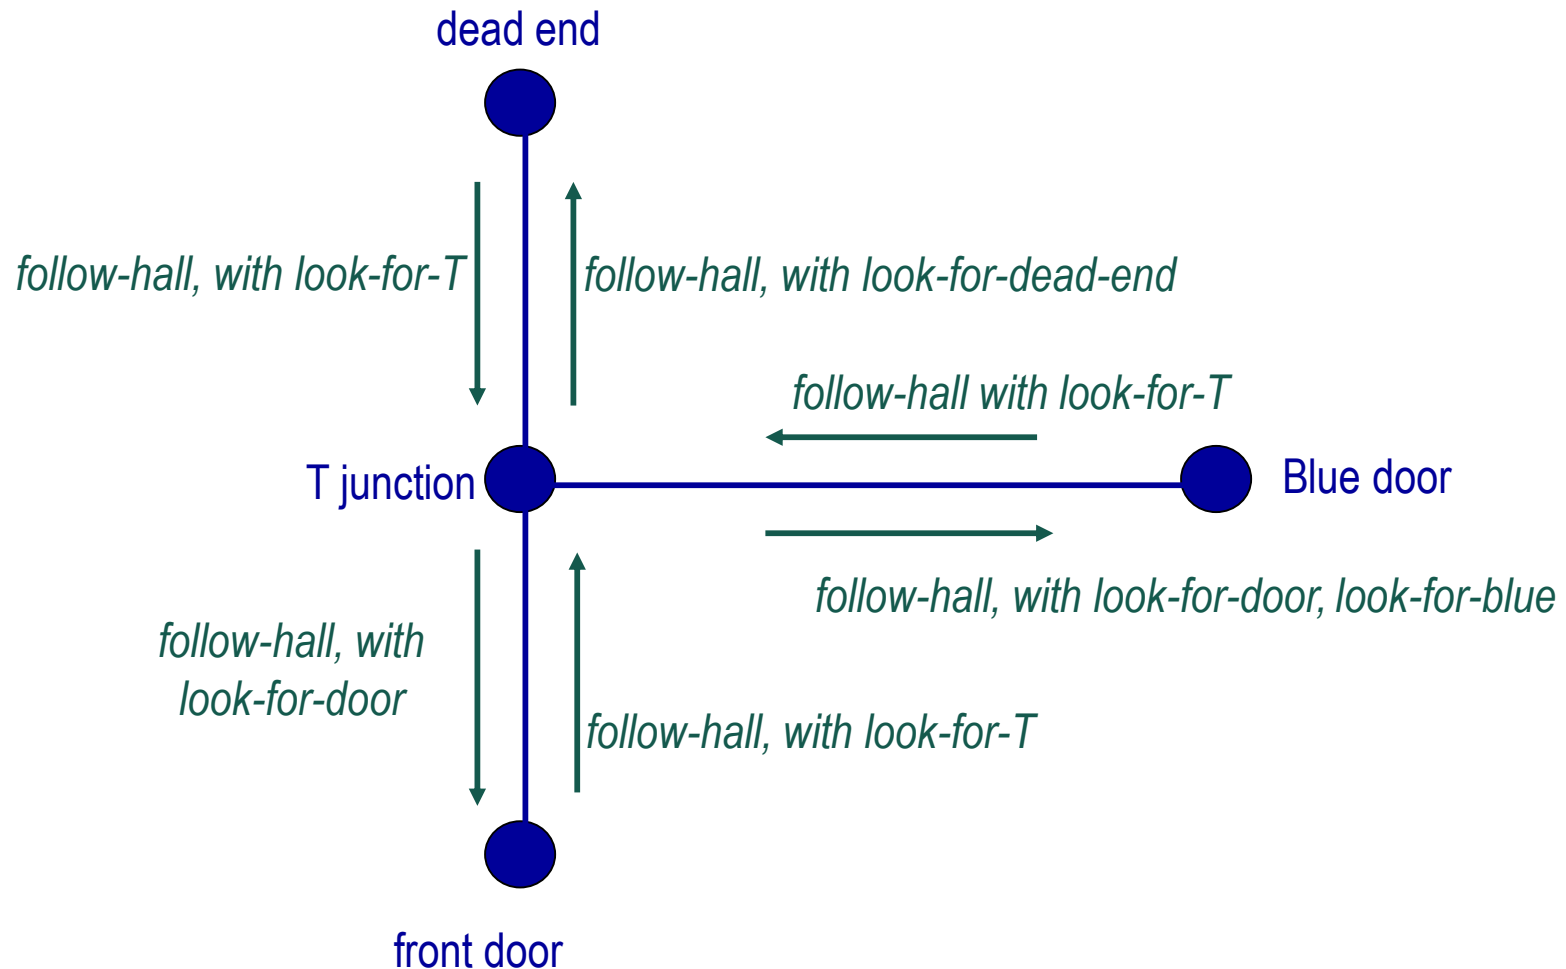 dead end
follow-hall, with look-for-T
follow-hall, with look-for-dead-end
follow-hall with look-for-T
T junction
Blue door
follow-hall, with look-for-door, look-for-blue
follow-hall, with
look-for-door
follow-hall, with look-for-T
front door